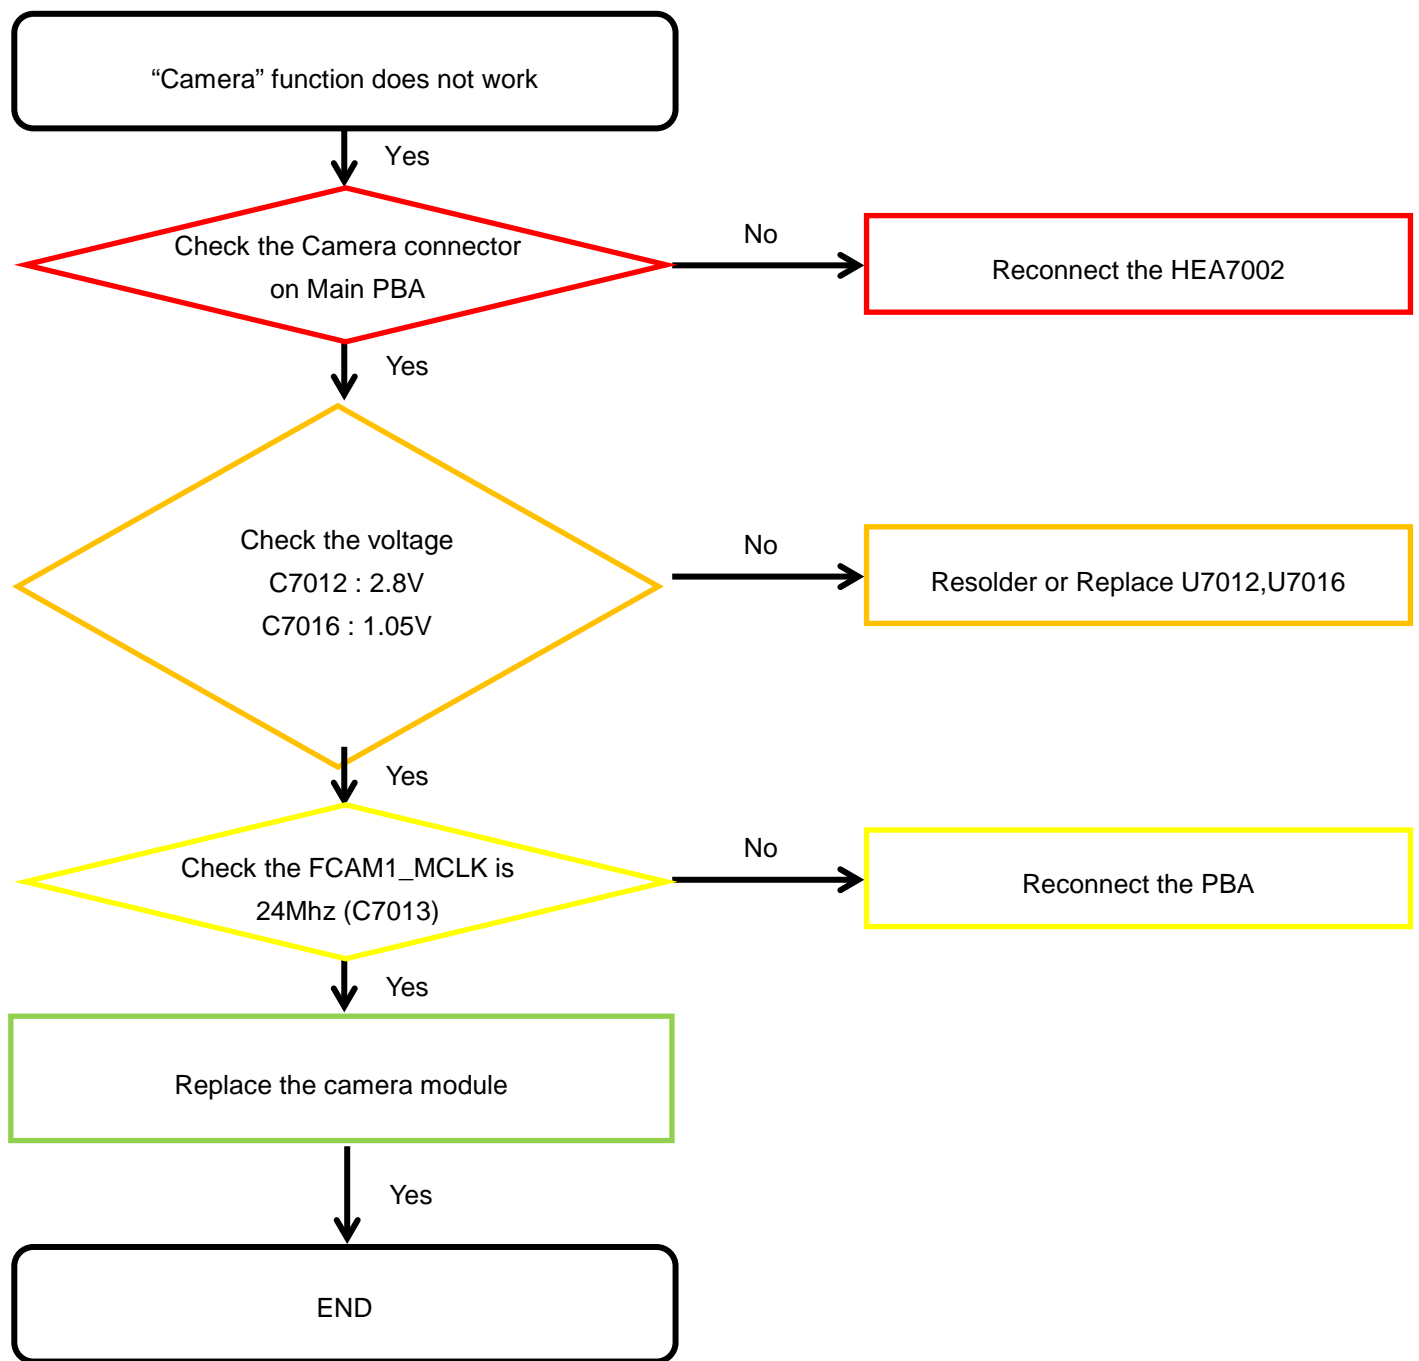 “Camera” function does not work
Yes
Check the Camera connector
on Main PBA
No
Reconnect the HEA7002
Yes
Check the voltage
C7012 : 2.8V
C7016 : 1.05V
No
Resolder or Replace U7012,U7016
Yes
Check the FCAM1_MCLK is
24Mhz (C7013)
No
Reconnect the PBA
Yes
Replace the camera module
Yes
END